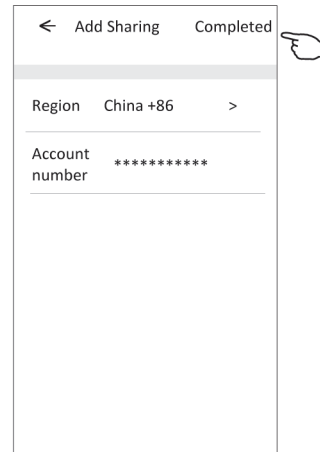 ← Add Sharing Completed
Region China +86 >
Account
number ***********